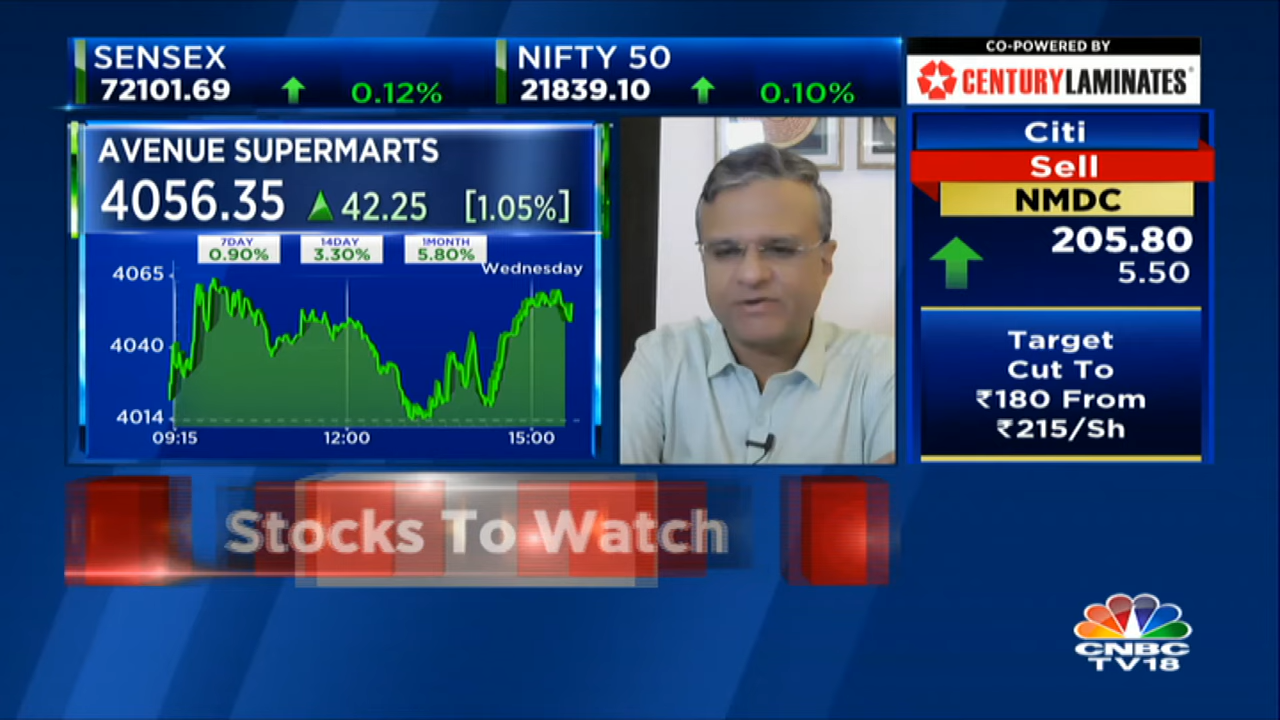 SENSEX
72101.69 0.12%
NIFTY 50
21839.10 0.10%
CO-POWERED BY
CENTURYLAMINATES
AVENUE SUPERMARTS
4056.35 42.25 [1.05%]
7DAY
0.90%
14DAY
3.30%
1MONTH
5.80%
Wednesday
4065
4040
4014
09:15 12:00 15:00
Citi
Sell
NMDC
205.80
5.50
Target
Cut To
₹180 From
₹215/Sh
Stocks To Watch
CNBC
TV18